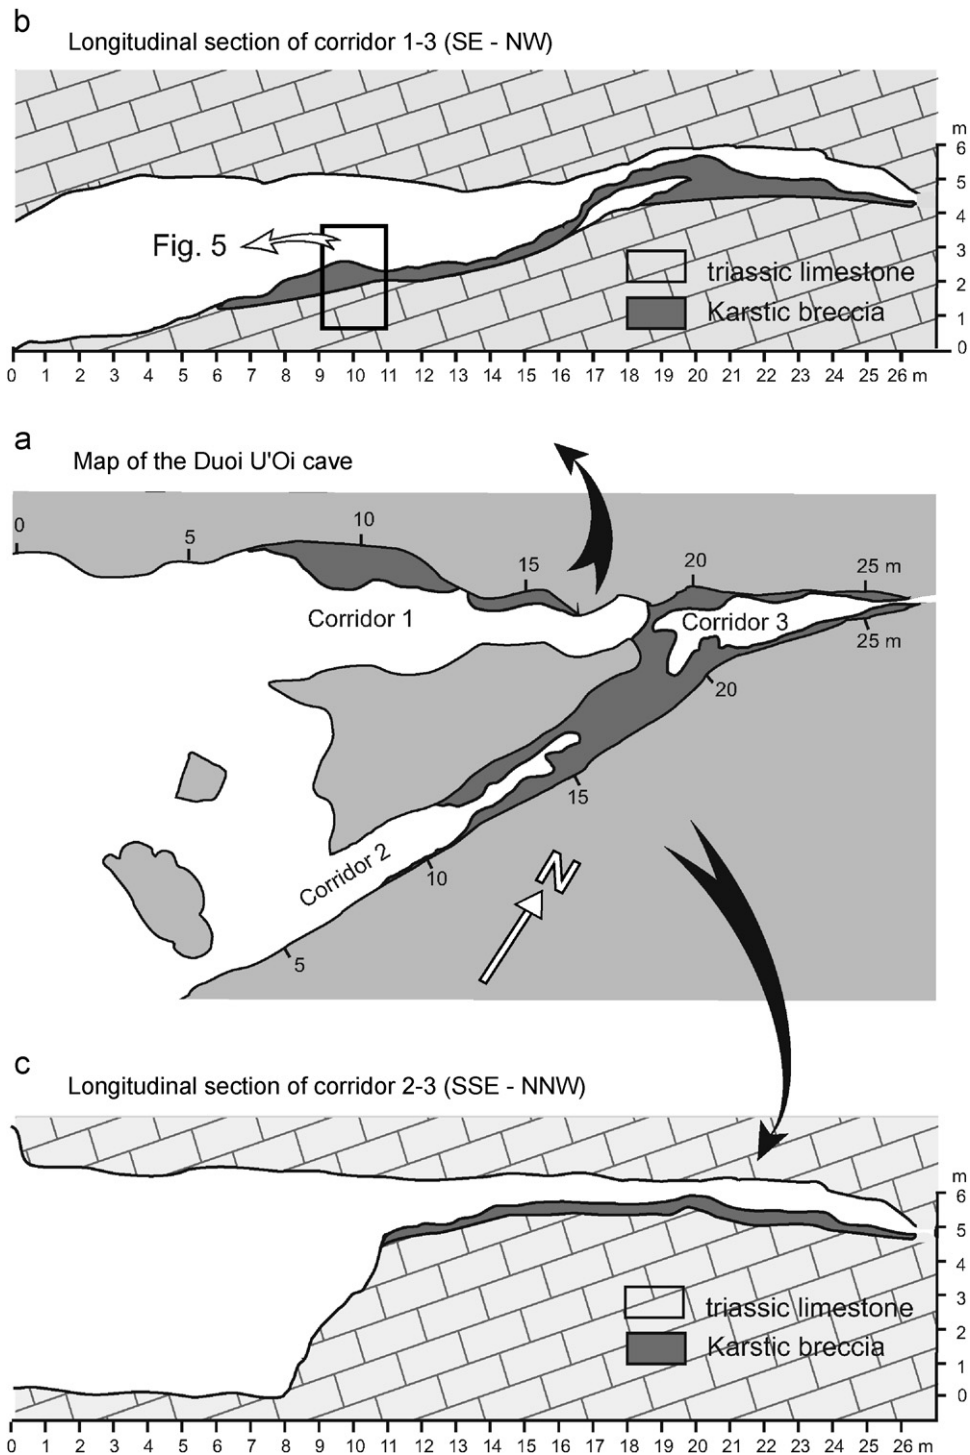 b
Longitudinal section of corridor 1-3 (SE - NW)
m
6
5
4
3
2
1
0
Fig. 5
triassic limestone
Karstic breccia
0 1 2 3 4 5 6 7 8 9 10 11 12 13 14 15 16 17 18 19 20 21 22 23 24 25 26 m
a
Map of the Duoi U'Oi cave
0
5
10
15
20
25 m
Corridor 1
Corridor 3
25 m
20
15
Corridor 2
10
N
5
c
Longitudinal section of corridor 2-3 (SSE - NNW)
m
6
5
4
3
2
1
0
triassic limestone
Karstic breccia
0 1 2 3 4 5 6 7 8 9 10 11 12 13 14 15 16 17 18 19 20 21 22 23 24 25 26 m